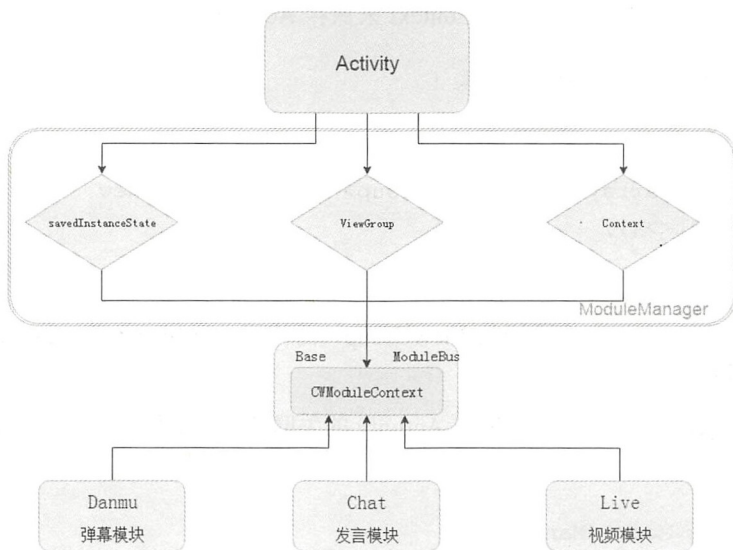 Activity
savedInstanceState
ViewGroup
Context
ModuleManager
Base
ModuleBus
CWModuleContext
Danmu
弹幕模块
Chat
发言模块
Live
视频模块